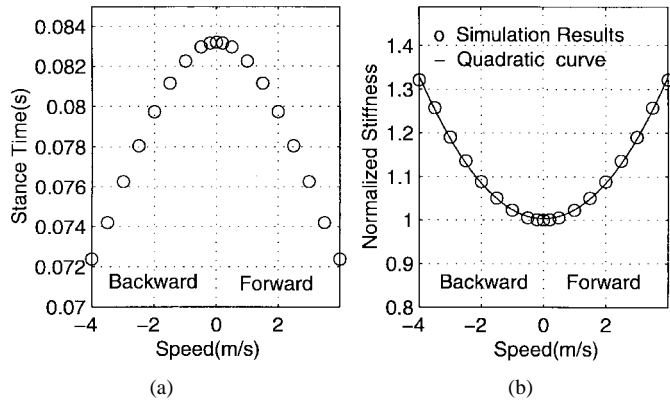 0.084
0.082
0.08
0.078
0.076
0.074
0.072
0.07
Stance Time(s)
Backward Forward
−4 −2 0 2
Speed(m/s)
(a)
1.4
1.3
1.2
1.1
1
0.9
0.8
Normalized Stiffness
o Simulation Results
− Quadratic curve
Backward Forward
−4 −2 0 2 4
Speed(m/s)
(b)